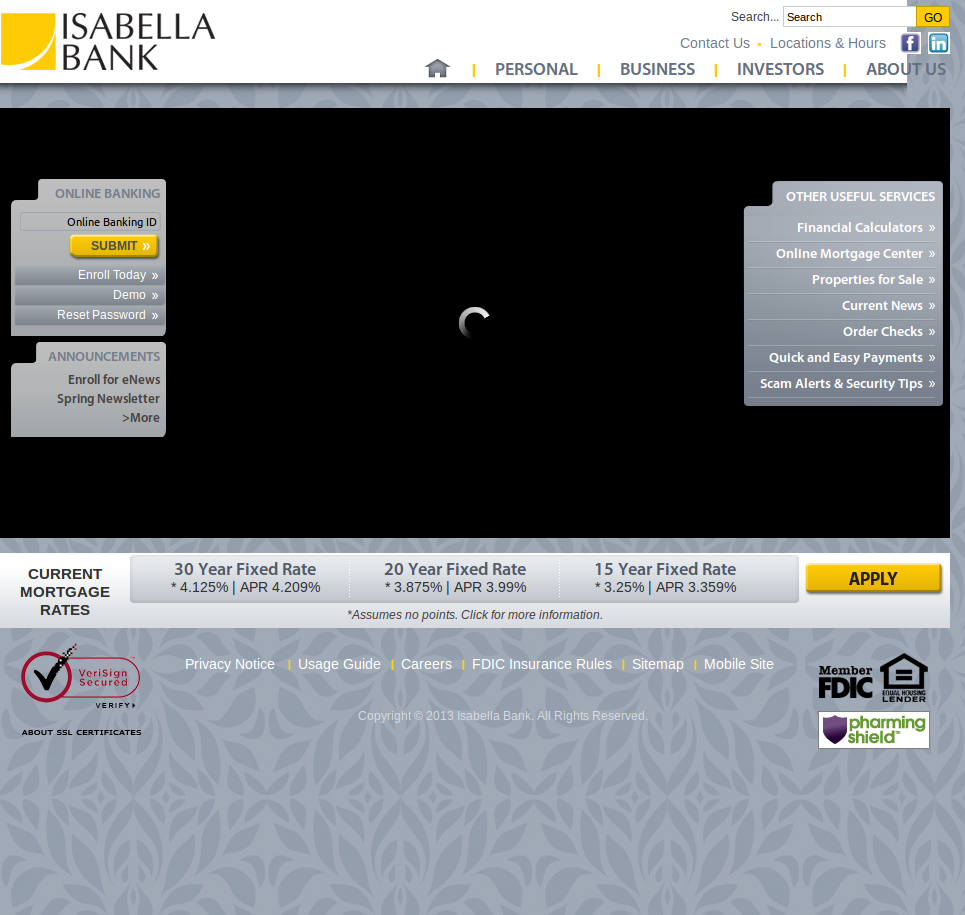 ISABELLA
BANK
Search... Search GO
Contact Us Locations & Hours
PERSONAL | BUSINESS | INVESTORS | ABOUT US
ONLINE BANKING
Online Banking ID
SUBMIT »
Enroll Today »
Demo »
Reset Password »
ANNOUNCEMENTS
Enroll for eNews
Spring Newsletter
>More
OTHER USEFUL SERVICES
Financial Calculators »
Online Mortgage Center »
Properties for Sale »
Current News »
Order Checks »
Quick and Easy Payments »
Scam Alerts & Security Tips »
CURRENT
MORTGAGE
RATES
30 Year Fixed Rate
* 4.125% | APR 4.209%
20 Year Fixed Rate
* 3.875% | APR 3.99%
15 Year Fixed Rate
* 3.25% | APR 3.359%
*Assumes no points. Click for more information.
APPLY
VeriSign
Secured
VERIFY
ABOUT SSL CERTIFICATES
Privacy Notice | Usage Guide | Careers | FDIC Insurance Rules | Sitemap | Mobile Site
Copyright © 2013 Isabella Bank. All Rights Reserved.
Member
FDIC
EQUAL HOUSING
LENDER
pharming
shield™